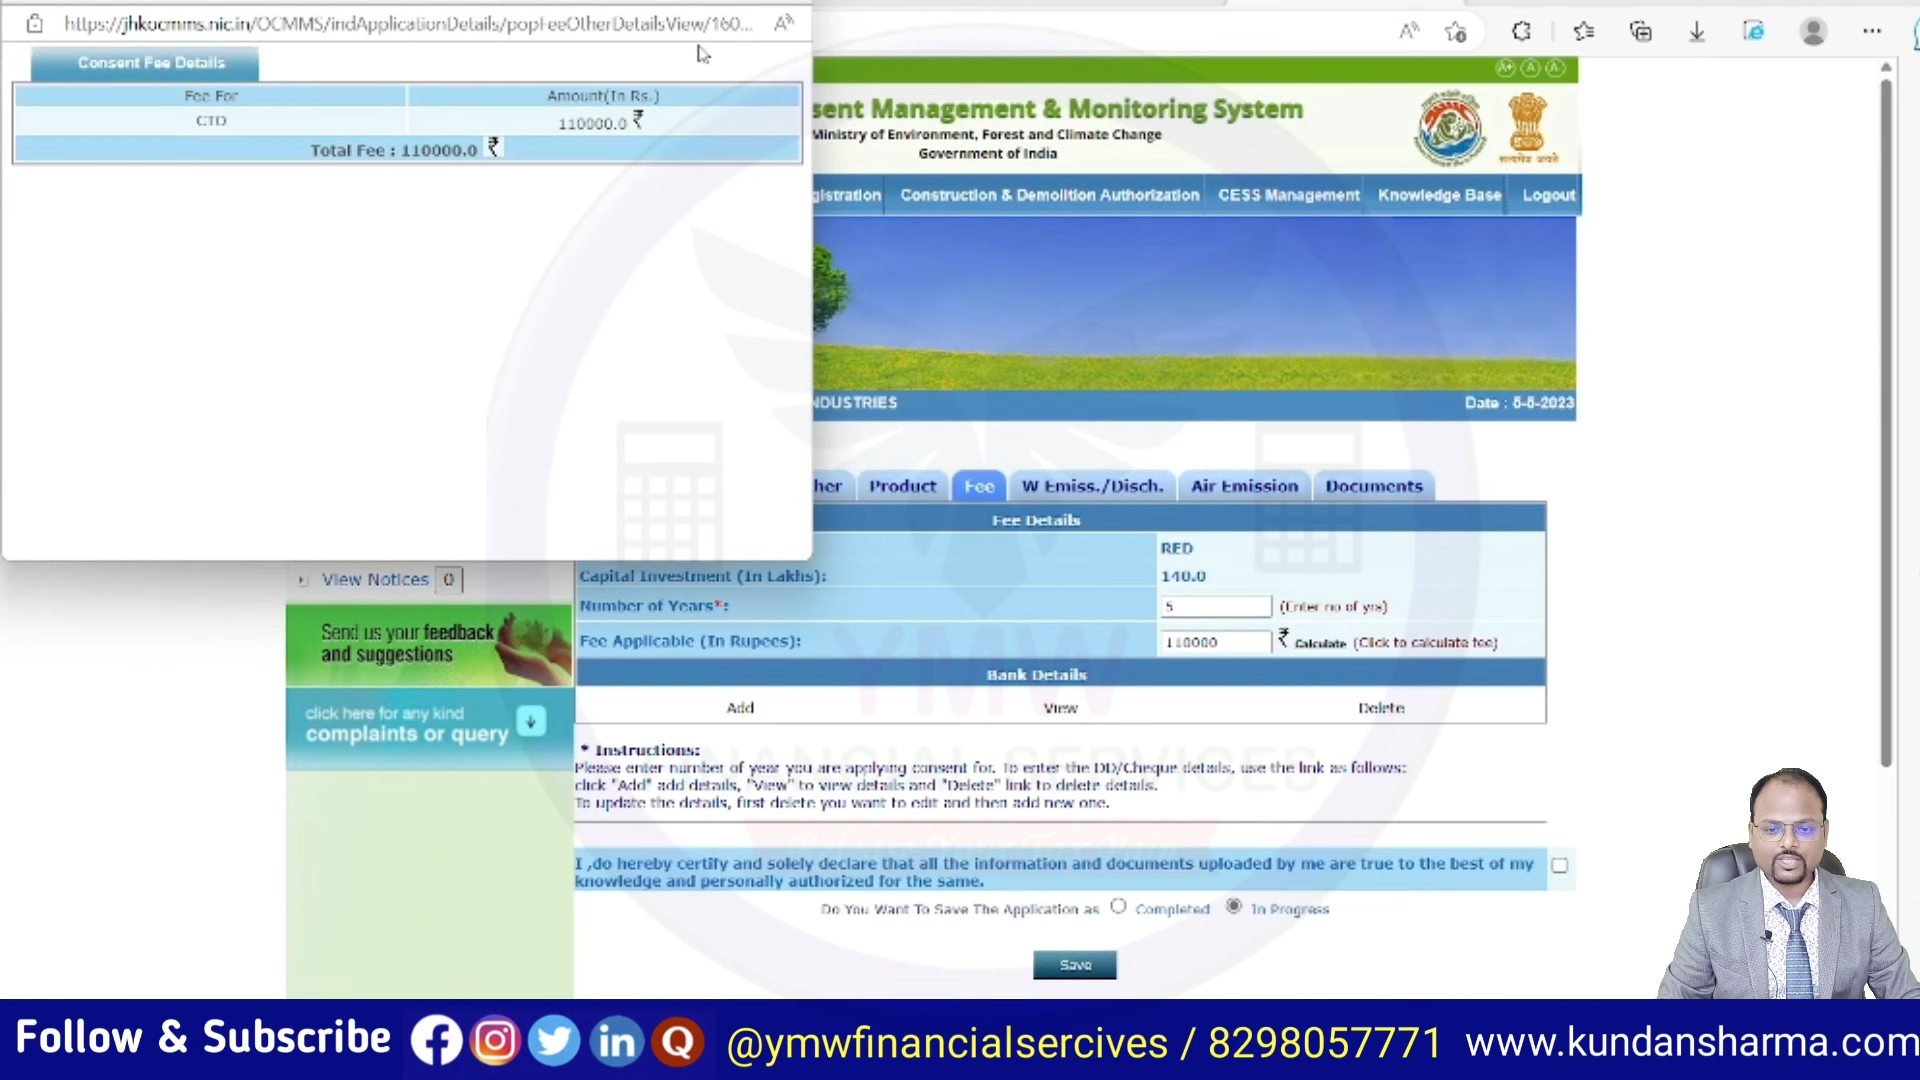 https://jhkocmms.nic.in/OCMMS/indApplicationDetails/popFeeOtherDetailsView/160...
Consent Fee Details
Fee For Amount(In Rs.)
CTO 110000.0 ₹
Total Fee : 110000.0 ₹
A+ A A-
sent Management & Monitoring System
Ministry of Environment, Forest and Climate Change
Government of India
सत्यमेव जयते
gistration Construction & Demolition Authorization CESS Management Knowledge Base Logout
NDUSTRIES Date : 5-5-2023
her Product Fee W Emiss./Disch. Air Emission Documents
Fee Details
RED
View Notices 0
Capital Investment (In Lakhs): 140.0
Number of Years*: 5 (Enter no of yrs)
Fee Applicable (In Rupees): 110000 ₹ Calculate (Click to calculate fee)
Send us your feedback
and suggestions
Bank Details
Add View Delete
click here for any kind
complaints or query
YMW
FINANCIAL SERVICES
* Instructions:
Please enter number of year you are applying consent for. To enter the DD/Cheque details, use the link as follows:
click "Add" add details, "View" to view details and "Delete" link to delete details.
To update the details, first delete you want to edit and then add new one.
I ,do hereby certify and solely declare that all the information and documents uploaded by me are true to the best of my
knowledge and personally authorized for the same.
Do You Want To Save The Application as Completed In Progress
Save
Follow & Subscribe @ymwfinancialsercives / 8298057771 www.kundansharma.com